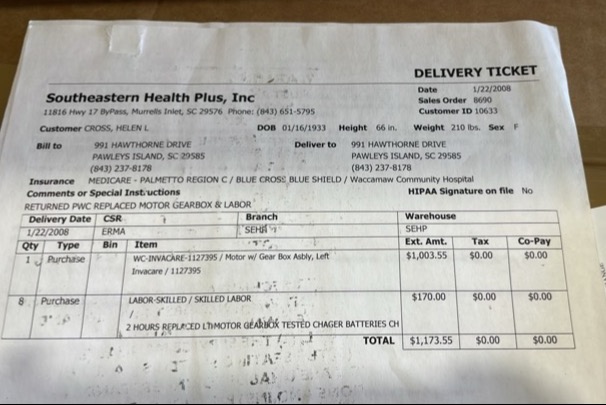 DELIVERY TICKET
Southeastern Health Plus, Inc
11816 Hwy 17 ByPass, Murrells Inlet, SC 29576 Phone: (843) 651-5795
Date 1/22/2008
Sales Order 8690
Customer ID 10633
Customer CROSS, HELEN L DOB 01/16/1933 Height 66 in. Weight 210 lbs. Sex F
Bill to 991 HAWTHORNE DRIVE Deliver to 991 HAWTHORNE DRIVE
PAWLEYS ISLAND, SC 29585 PAWLEYS ISLAND, SC 29585
(843) 237-8178 (843) 237-8178
Insurance MEDICARE - PALMETTO REGION C / BLUE CROSS BLUE SHIELD / Waccamaw Community Hospital
Comments or Special Instructions HIPAA Signature on file No
RETURNED PWC REPLACED MOTOR GEARBOX & LABOR
Delivery Date CSR Branch Warehouse
1/22/2008 ERMA SEHP SEHP
Qty Type Bin Item Ext. Amt. Tax Co-Pay
1 Purchase WC-INVACARE-1127395 / Motor w/ Gear Box Asbly, Left $1,003.55 $0.00 $0.00
Invacare / 1127395
8 Purchase LABOR-SKILLED / SKILLED LABOR $170.00 $0.00 $0.00
/
2 HOURS REPLACED LTMOTOR GEARBOX TESTED CHAGER BATTERIES CH
TOTAL $1,173.55 $0.00 $0.00